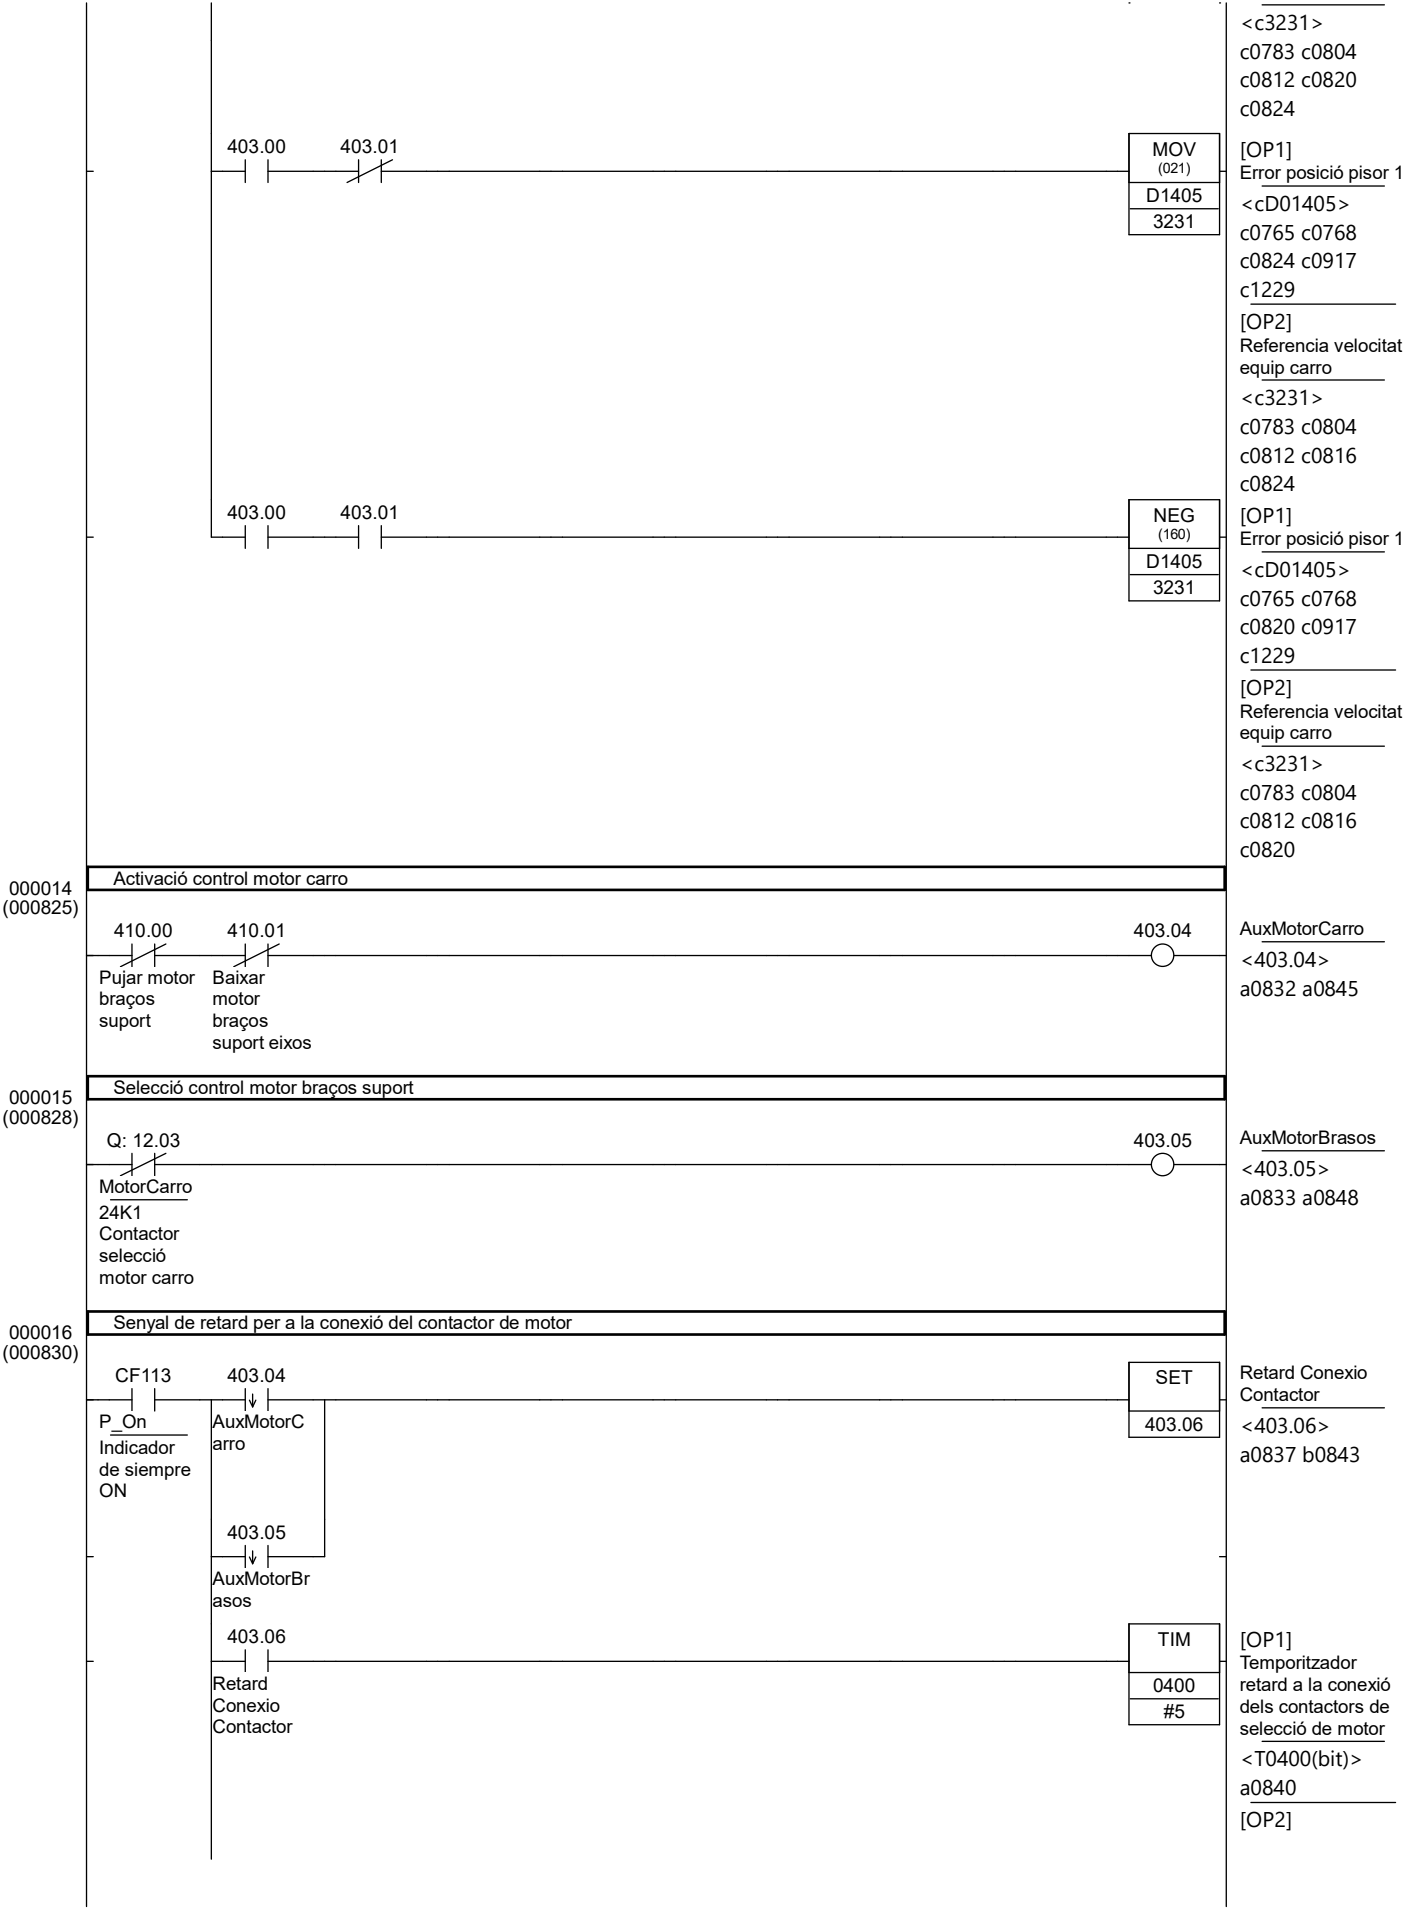 <c3231>
c0783 c0804
c0812 c0820
c0824
403.00 403.01
MOV
(021)
D1405
3231
[OP1]
Error posició pisor 1
<cD01405>
c0765 c0768
c0824 c0917
c1229
[OP2]
Referencia velocitat
equip carro
<c3231>
c0783 c0804
c0812 c0816
c0824
403.00 403.01
NEG
(160)
D1405
3231
[OP1]
Error posició pisor 1
<cD01405>
c0765 c0768
c0820 c0917
c1229
[OP2]
Referencia velocitat
equip carro
<c3231>
c0783 c0804
c0812 c0816
c0820
000014
(000825)
Activació control motor carro
410.00 410.01 403.04
Pujar motor
braços
suport
Baixar
motor
braços
suport eixos
AuxMotorCarro
<403.04>
a0832 a0845
000015
(000828)
Selecció control motor braços suport
Q: 12.03 403.05
MotorCarro
24K1
Contactor
selecció
motor carro
AuxMotorBrasos
<403.05>
a0833 a0848
000016
(000830)
Senyal de retard per a la conexió del contactor de motor
CF113 403.04
P_On
Indicador
de siempre
ON
AuxMotorC
arro
SET
403.06
Retard Conexio
Contactor
<403.06>
a0837 b0843
403.05
AuxMotorBr
asos
403.06
Retard
Conexio
Contactor
TIM
0400
#5
[OP1]
Temporitzador
retard a la conexió
dels contactors de
selecció de motor
<T0400(bit)>
a0840
[OP2]